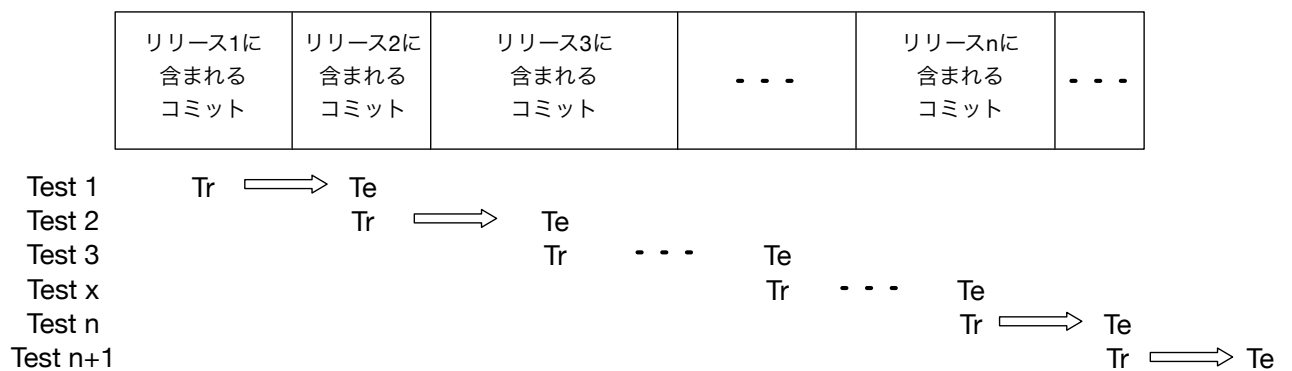 リリース1に
含まれる
コミット
リリース2に
含まれる
コミット
リリース3に
含まれる
コミット
- - -
リリースnに
含まれる
コミット
- - -
Test 1 Tr Te
Test 2 Tr Te
Test 3 Tr - - - Te
Test x Tr - - - Te
Test n Tr Te
Test n+1 Tr Te